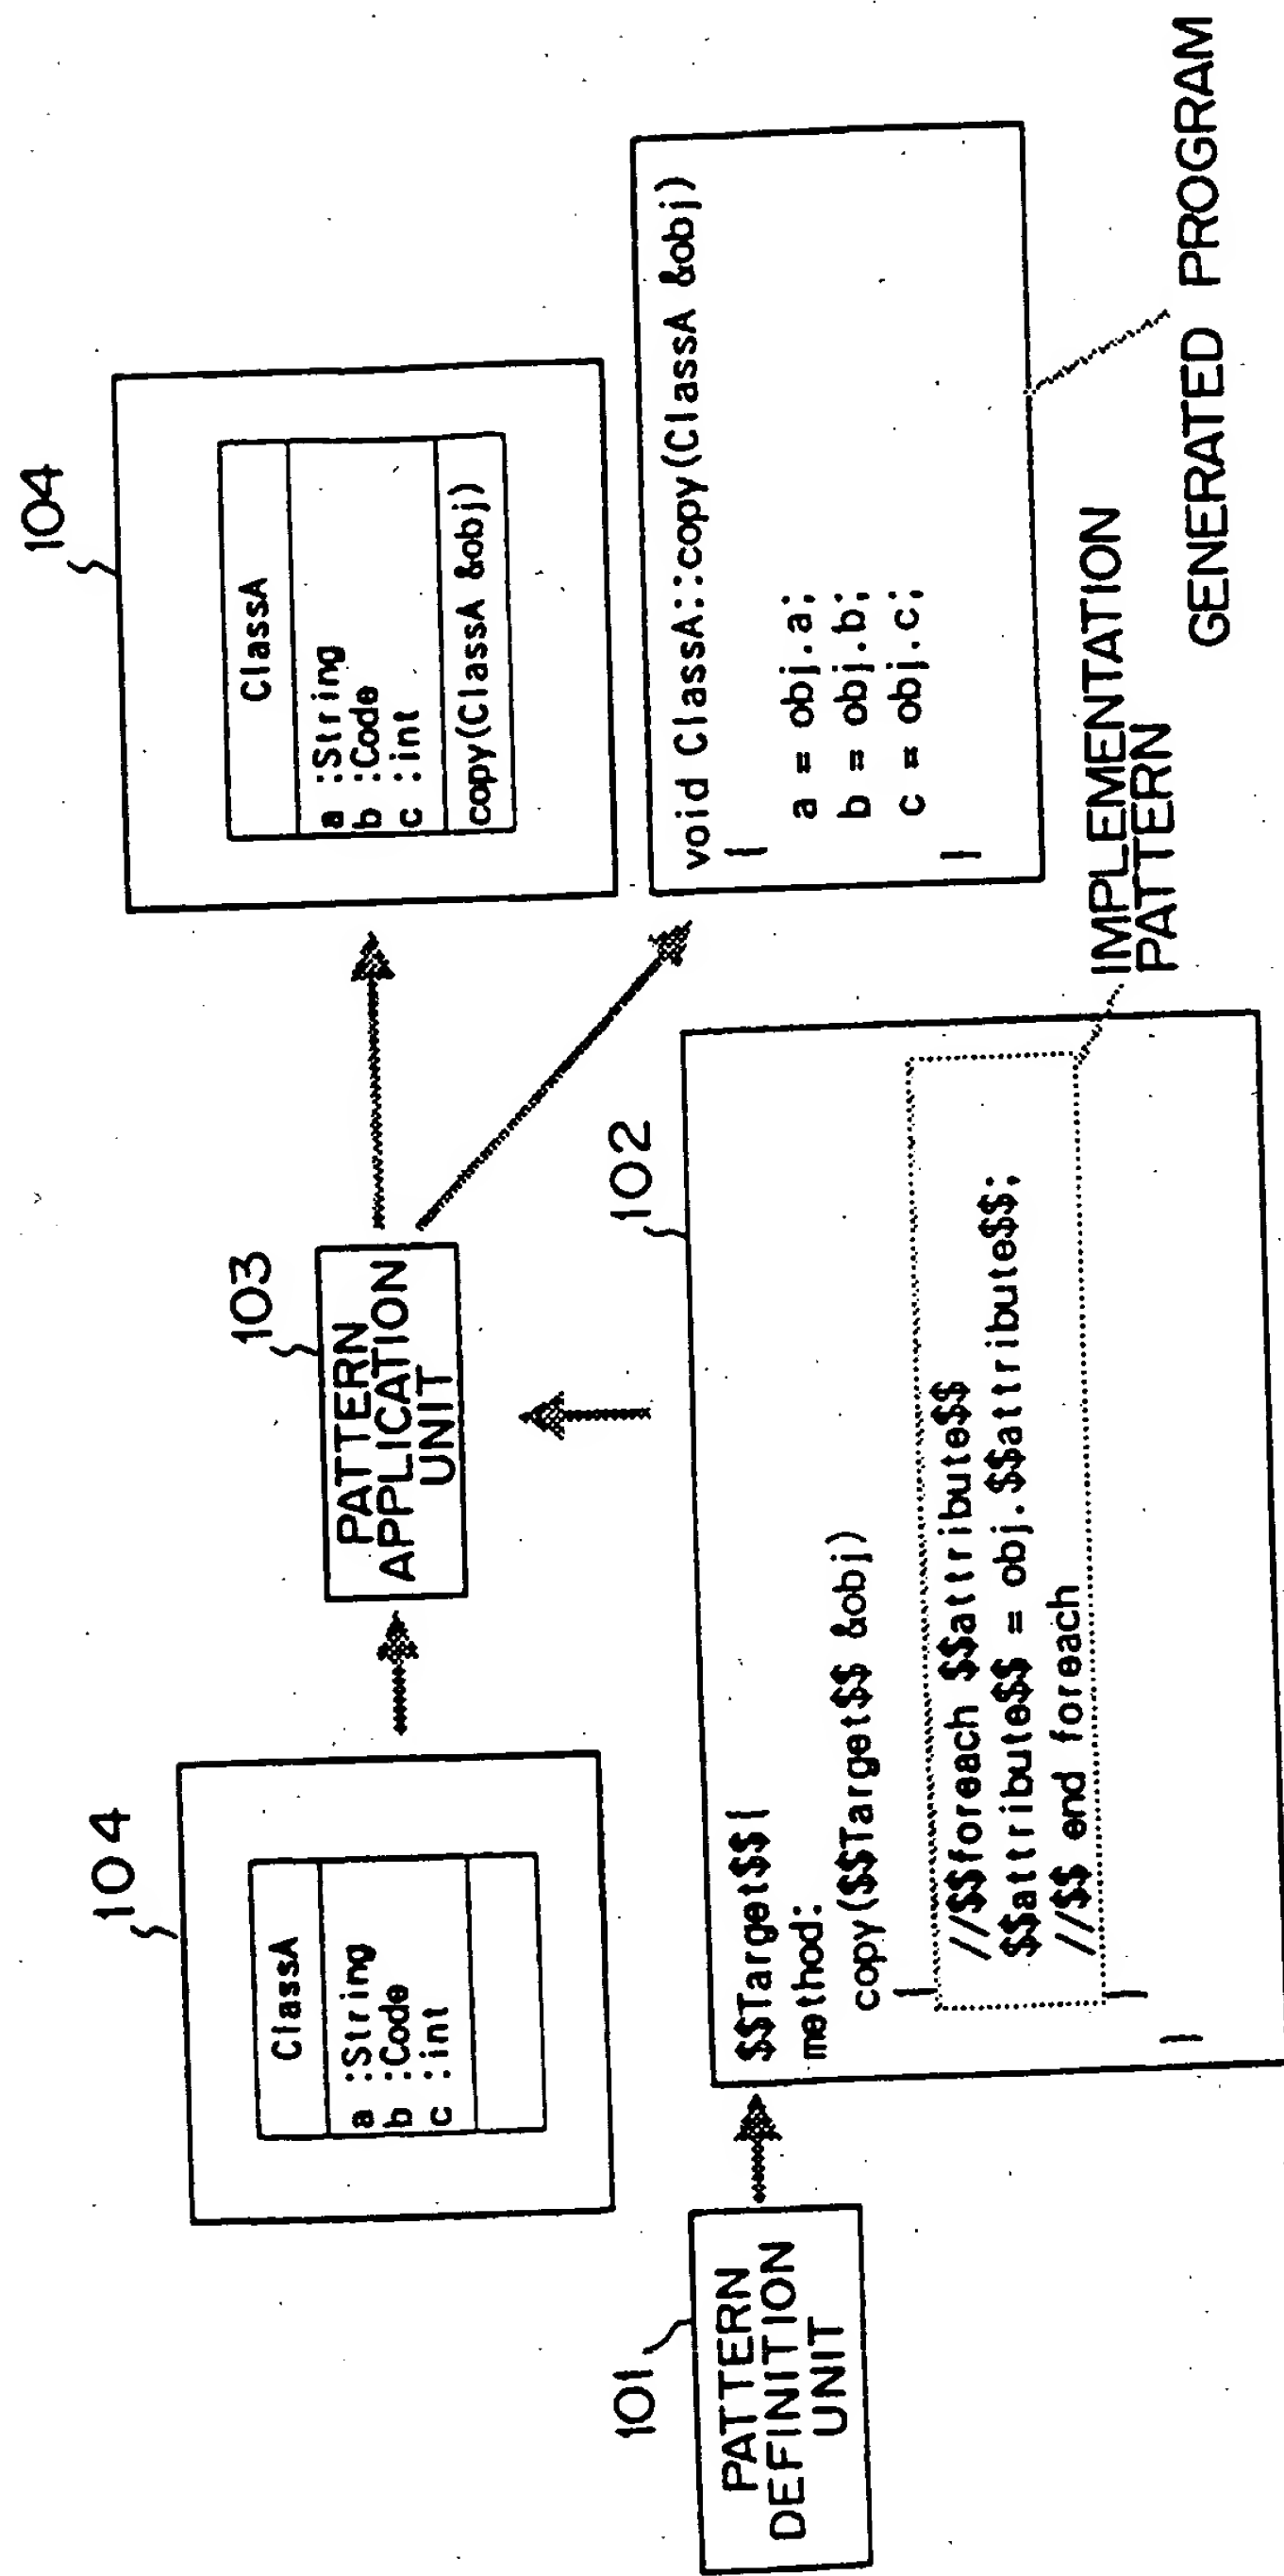 104
ClassA
a :String
b :Code
c :int
103
PATTERN
APPLICATION
UNIT
104
ClassA
a :String
b :Code
c :int
copy(ClassA &obj)
101
PATTERN
DEFINITION
UNIT
102
$$Target$${
method:
copy($$Target$$ &obj)
{
//$$foreach $$attribute$$
$$attribute$$ = obj.$$attribute$$;
//$$ end foreach
}
}
IMPLEMENTATION
PATTERN
void ClassA::copy(ClassA &obj)
{
a = obj.a;
b = obj.b;
c = obj.c;
}
GENERATED PROGRAM